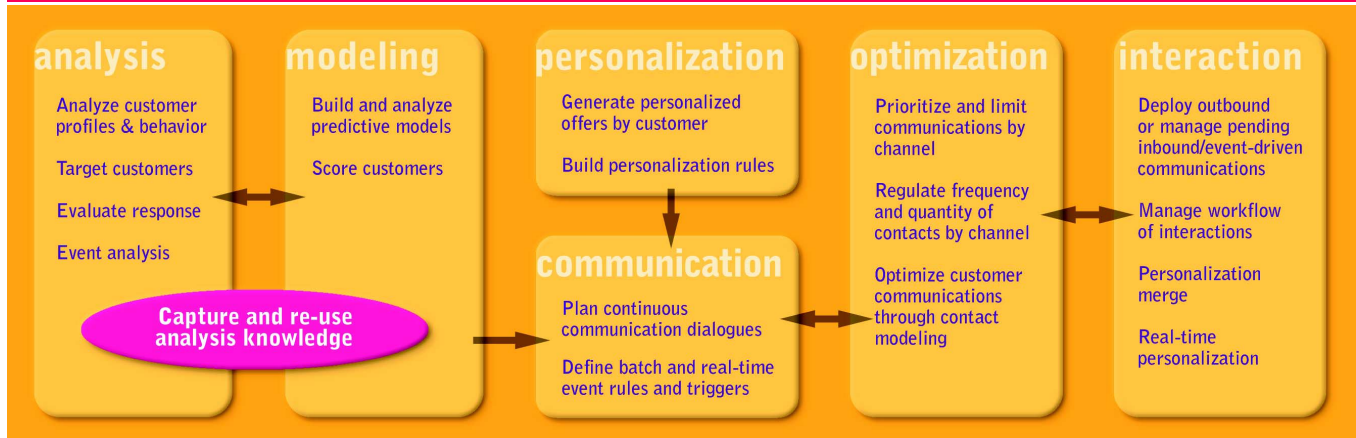 analysis
Analyze customer
profiles & behavior
Target customers
Evaluate response
Event analysis
modeling
Build and analyze
predictive models
Score customers
Capture and re-use
analysis knowledge
personalization
Generate personalized
offers by customer
Build personalization rules
communication
Plan continuous
communication dialogues
Define batch and real-time
event rules and triggers
optimization
Prioritize and limit
communications by
channel
Regulate frequency
and quantity of
contacts by channel
Optimize customer
communications
through contact
modeling
interaction
Deploy outbound
or manage pending
inbound/event-driven
communications
Manage workflow
of interactions
Personalization
merge
Real-time
personalization